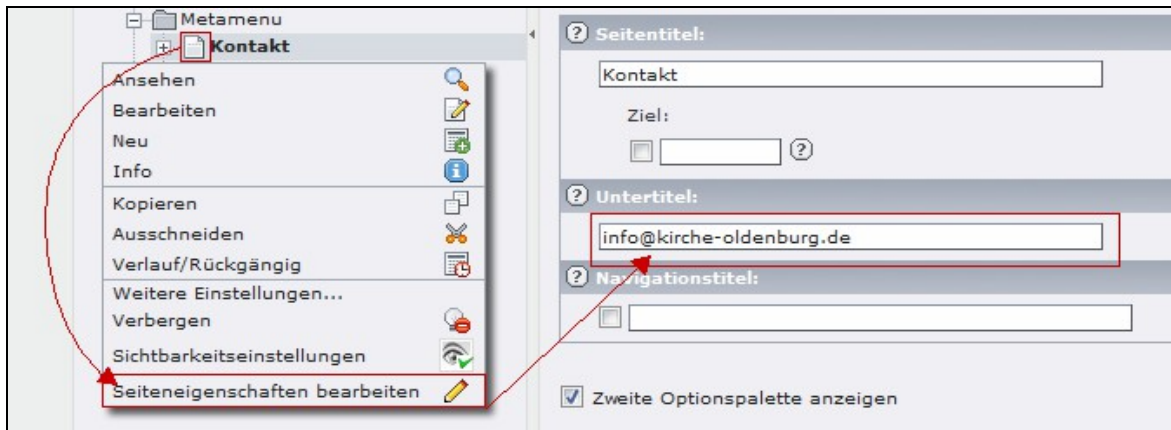 Metamenu
Kontakt
Ansehen
Bearbeiten
Neu
Info
Kopieren
Ausschneiden
Verlauf/Rückgängig
Weitere Einstellungen...
Verbergen
Sichtbarkeitseinstellungen
Seiteneigenschaften bearbeiten
Seitentitel:
Kontakt
Ziel:
Untertitel:
info@kirche-oldenburg.de
Navigationstitel:
Zweite Optionspalette anzeigen